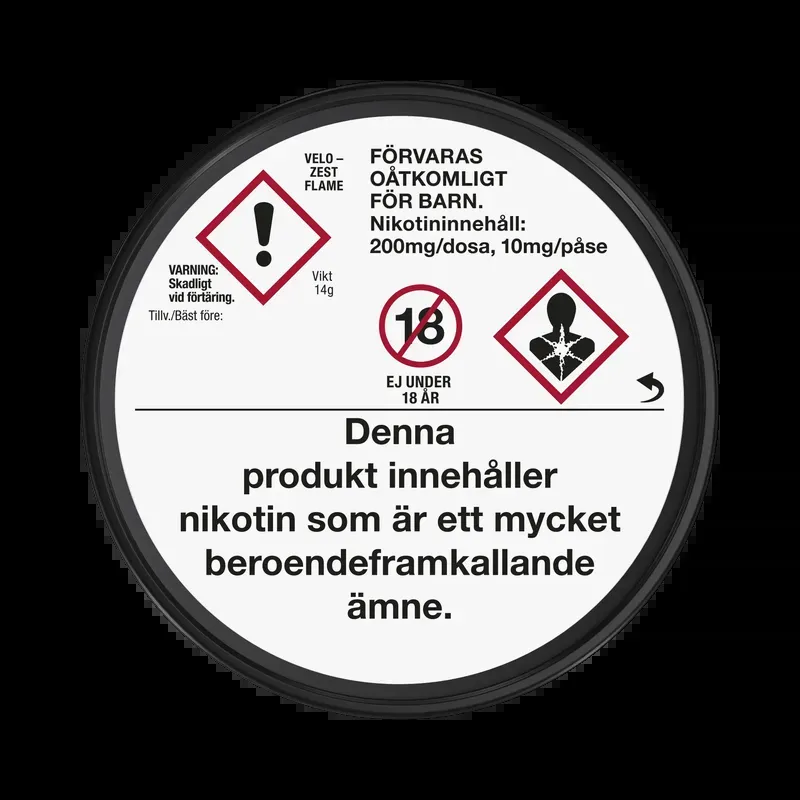 VELO –
ZEST
FLAME
FÖRVARAS
OÅTKOMLIGT
FÖR BARN.
Nikotininnehåll:
200mg/dosa, 10mg/påse
VARNING:
Skadligt
vid förtäring.
Tillv./Bäst före:
Vikt
14g
18
EJ UNDER
18 ÅR
Denna
produkt innehåller
nikotin som är ett mycket
beroendeframkallande
ämne.